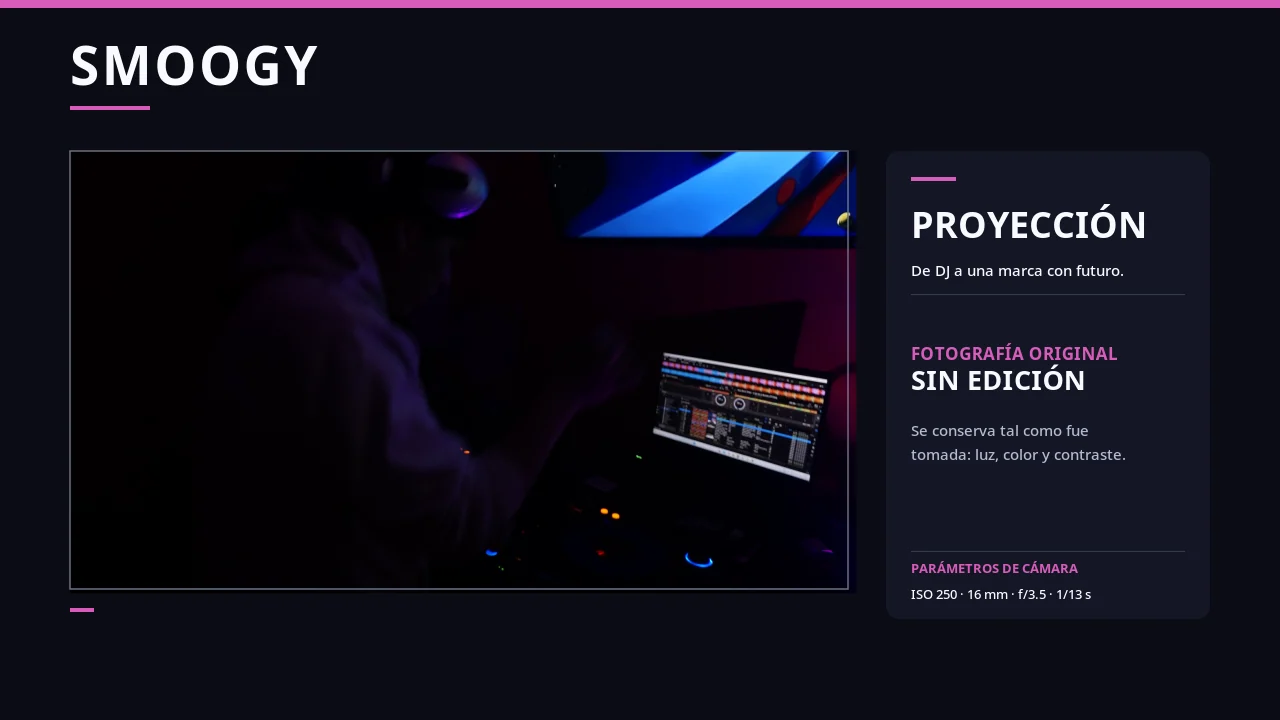 SMOOGY
PROYECCIÓN
De DJ a una marca con futuro.
FOTOGRAFÍA ORIGINAL
SIN EDICIÓN
Se conserva tal como fue
tomada: luz, color y contraste.
PARÁMETROS DE CÁMARA
ISO 250 · 16 mm · f/3.5 · 1/13 s